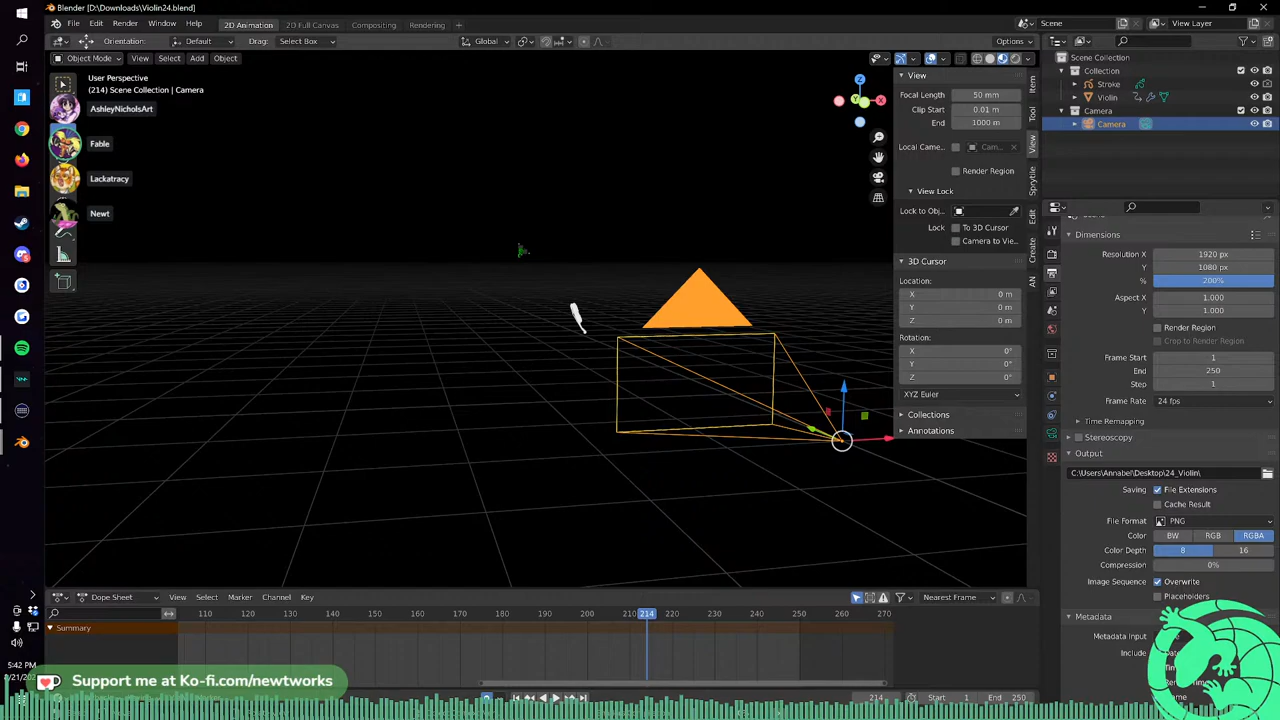 Blender [D:\Downloads\Violin24.blend]
File Edit Render Window Help 2D Animation 2D Full Canvas Compositing Rendering + Scene View Layer
Orientation: Default Drag: Select Box Global Options
Object Mode View Select Add Object
User Perspective
(214) Scene Collection | Camera
AshleyNicholsArt
Fable
Lackatracy
Newt
Z
X
Y
View
Focal Length 50 mm
Clip Start 0.01 m
End 1000 m
Local Came... Cam...
Render Region
View Lock
Lock to Obj...
Lock To 3D Cursor
Camera to Vie...
3D Cursor
Location:
X 0 m
Y 0 m
Z 0 m
Rotation:
X 0°
Y 0°
Z 0°
XYZ Euler
Collections
Annotations
Item
Tool
View
Sprytile
Edit
Create
AN
Scene Collection
Collection
Stroke
Violin
Camera
Camera
Dimensions
Resolution X 1920 px
Y 1080 px
% 200%
Aspect X 1.000
Y 1.000
Render Region
Crop to Render Region
Frame Start 1
End 250
Step 1
Frame Rate 24 fps
Time Remapping
Stereoscopy
Output
C:\Users\Annabel\Desktop\24_Violin\
Saving File Extensions
Cache Result
File Format PNG
Color BW RGB RGBA
Color Depth 8 16
Compression 0%
Image Sequence Overwrite
Placeholders
Metadata
Metadata Input
Include
Dope Sheet View Select Marker Channel Key Nearest Frame
110 120 130 140 150 160 170 180 190 200 210 214 220 230 240 250 260 270
Summary
5:42 PM
Support me at Ko-fi.com/newtworks
214 Start 1 End 250